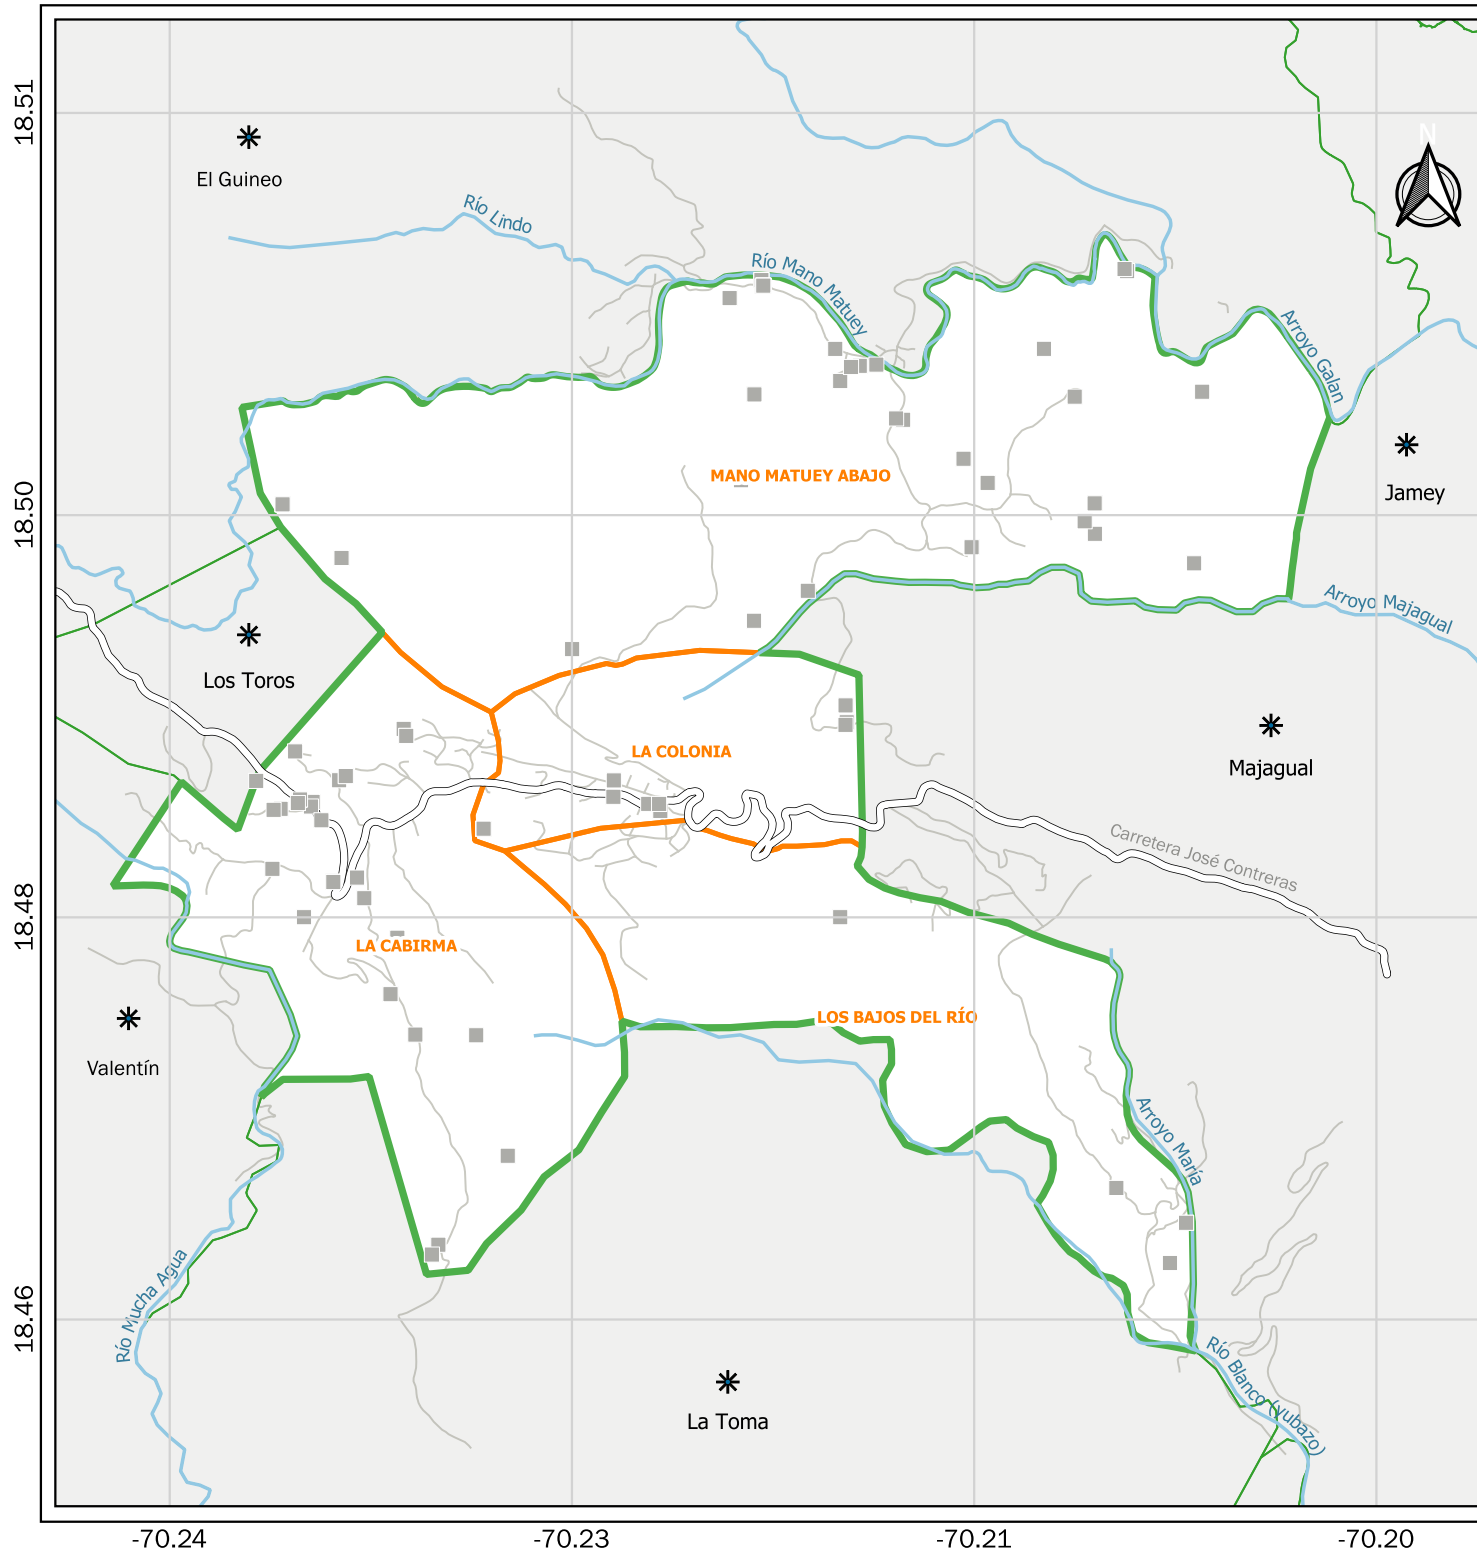 18.51
N
El Guineo
Río Lindo
Río Mano Matuey
Arroyo Galan
MANO MATUEY ABAJO
Jamey
18.50
Arroyo Majagual
Los Toros
LA COLONIA
Majagual
Carretera José Contreras
18.48
LA CABIRMA
LOS BAJOS DEL RÍO
Valentín
Arroyo María
Río Mucha Agua
18.46
Río Blanco (yubazo)
La Toma
-70.24
-70.23
-70.21
-70.20